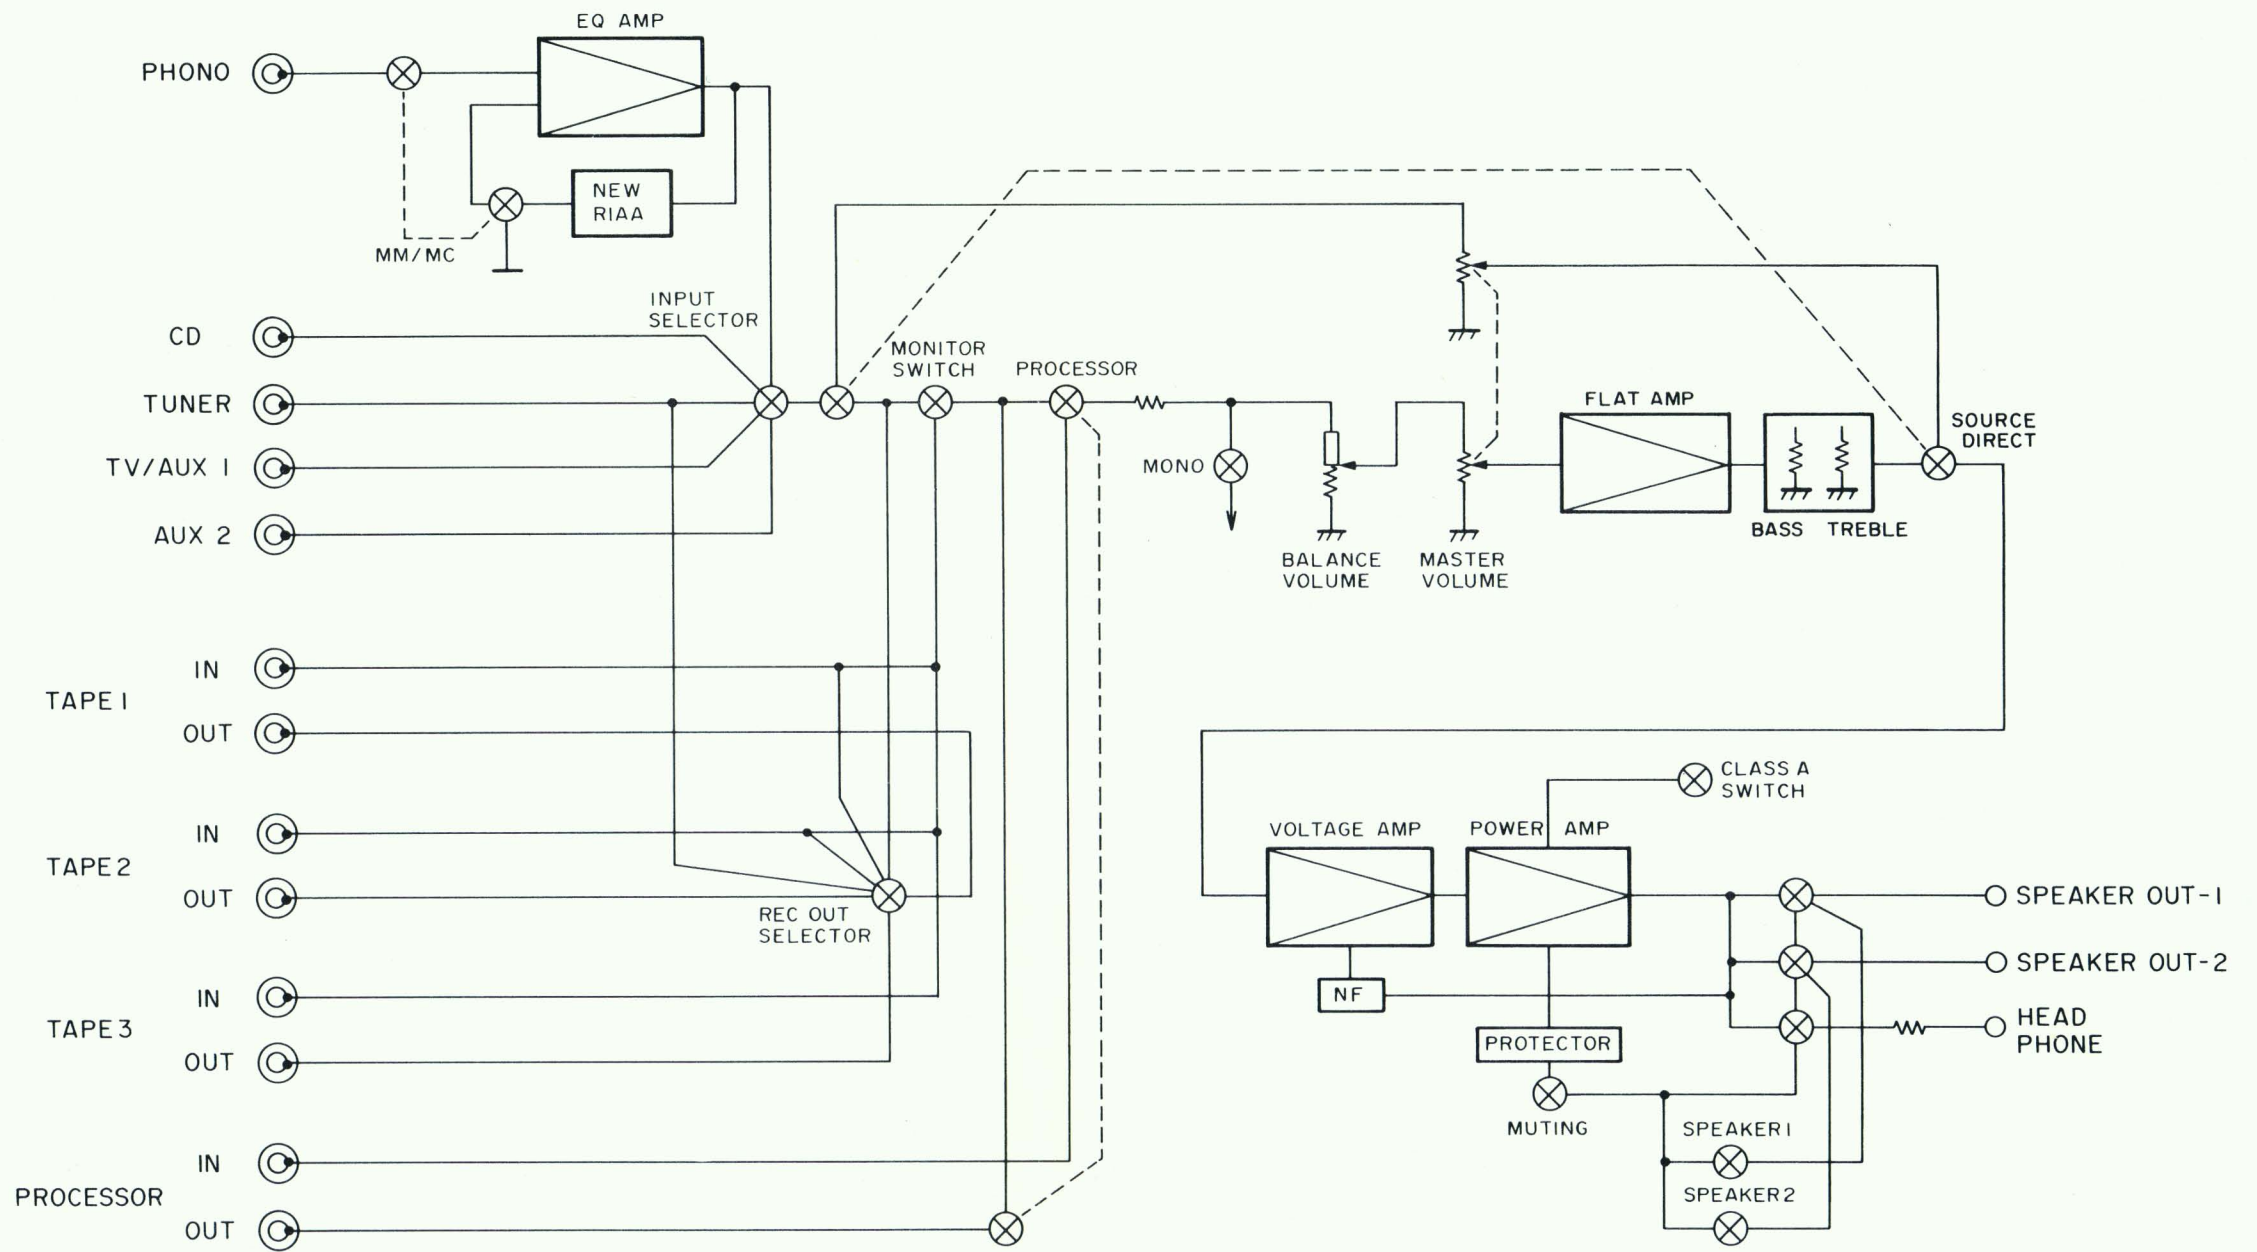 EQ AMP
PHONO
NEW
RIAA
MM/MC
INPUT
SELECTOR
CD
MONITOR
SWITCH
PROCESSOR
TUNER
FLAT AMP
SOURCE
DIRECT
TV/AUX 1
MONO
AUX 2
BASS TREBLE
BALANCE
VOLUME
MASTER
VOLUME
IN
TAPE 1
OUT
CLASS A
SWITCH
IN
VOLTAGE AMP
POWER AMP
TAPE 2
OUT
SPEAKER OUT-1
REC OUT
SELECTOR
SPEAKER OUT-2
IN
NF
TAPE 3
HEAD
PHONE
PROTECTOR
OUT
MUTING
SPEAKER 1
IN
PROCESSOR
SPEAKER 2
OUT